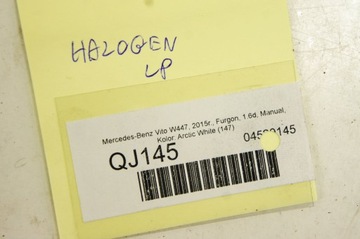 HALOGEN
LP
Mercedes-Benz Vito W447, 2015r., Furgon, 1.6d, Manual,
Kolor: Arctic White (147)
QJ145